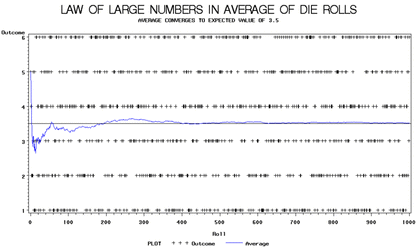 LAW OF LARGE NUMBERS IN AVERAGE OF DIE ROLLS
AVERAGE CONVERGES TO EXPECTED VALUE OF 3.5
Outcome
6
5
4
3
2
1
0 100 200 300 400 500 600 700 800 900 1000
Roll
PLOT + + + Outcome Average